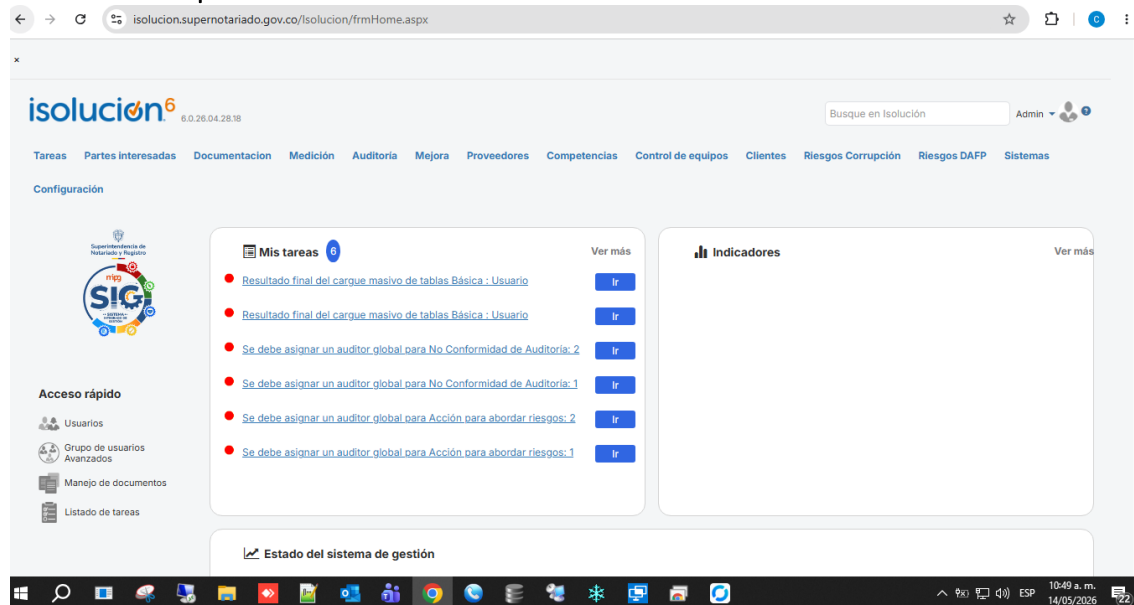 isolucion.supernotariado.gov.co/Isolucion/frmHome.aspx
C
×
isolución6 6.0.26.04.28.18
Busque en Isolución
Admin
Tareas Partes interesadas Documentacion Medición Auditoría Mejora Proveedores Competencias Control de equipos Clientes Riesgos Corrupción Riesgos DAFP Sistemas
Configuración
Superintendencia de
Notariado y Registro
mipg
SIG
Mis tareas 6 Ver más
Resultado final del cargue masivo de tablas Básica : Usuario Ir
Resultado final del cargue masivo de tablas Básica : Usuario Ir
Se debe asignar un auditor global para No Conformidad de Auditoría: 2 Ir
Se debe asignar un auditor global para No Conformidad de Auditoría: 1 Ir
Se debe asignar un auditor global para Acción para abordar riesgos: 2 Ir
Se debe asignar un auditor global para Acción para abordar riesgos: 1 Ir
Indicadores Ver más
Acceso rápido
Usuarios
Grupo de usuarios
Avanzados
Manejo de documentos
Listado de tareas
Estado del sistema de gestión
ESP
10:49 a. m.
14/05/2026
22